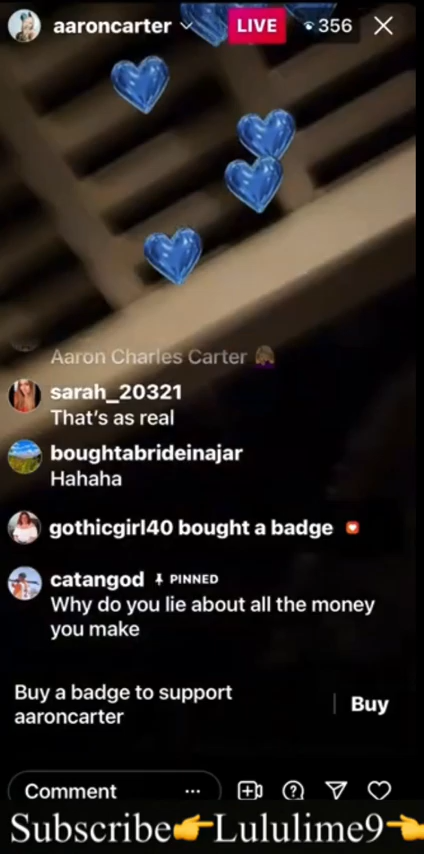 aaroncarter LIVE 356
Aaron Charles Carter
sarah_20321
That's as real
boughtabrideinajar
Hahaha
gothicgirl40 bought a badge
catangod PINNED
Why do you lie about all the money
you make
Buy a badge to support
aaroncarter
Buy
Comment ...
Subscribe👉Lululime9👈